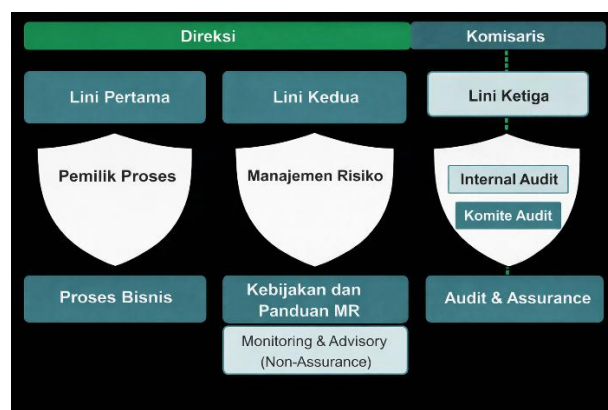 Direksi
Komisaris
Lini Pertama
Lini Kedua
Lini Ketiga
Pemilik Proses
Manajemen Risiko
Internal Audit
Komite Audit
Proses Bisnis
Kebijakan dan
Panduan MR
Audit & Assurance
Monitoring & Advisory
(Non-Assurance)